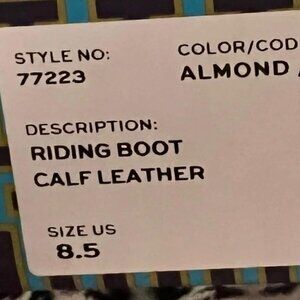 STYLE NO:
77223
COLOR/COD
ALMOND
DESCRIPTION:
RIDING BOOT
CALF LEATHER
SIZE US
8.5